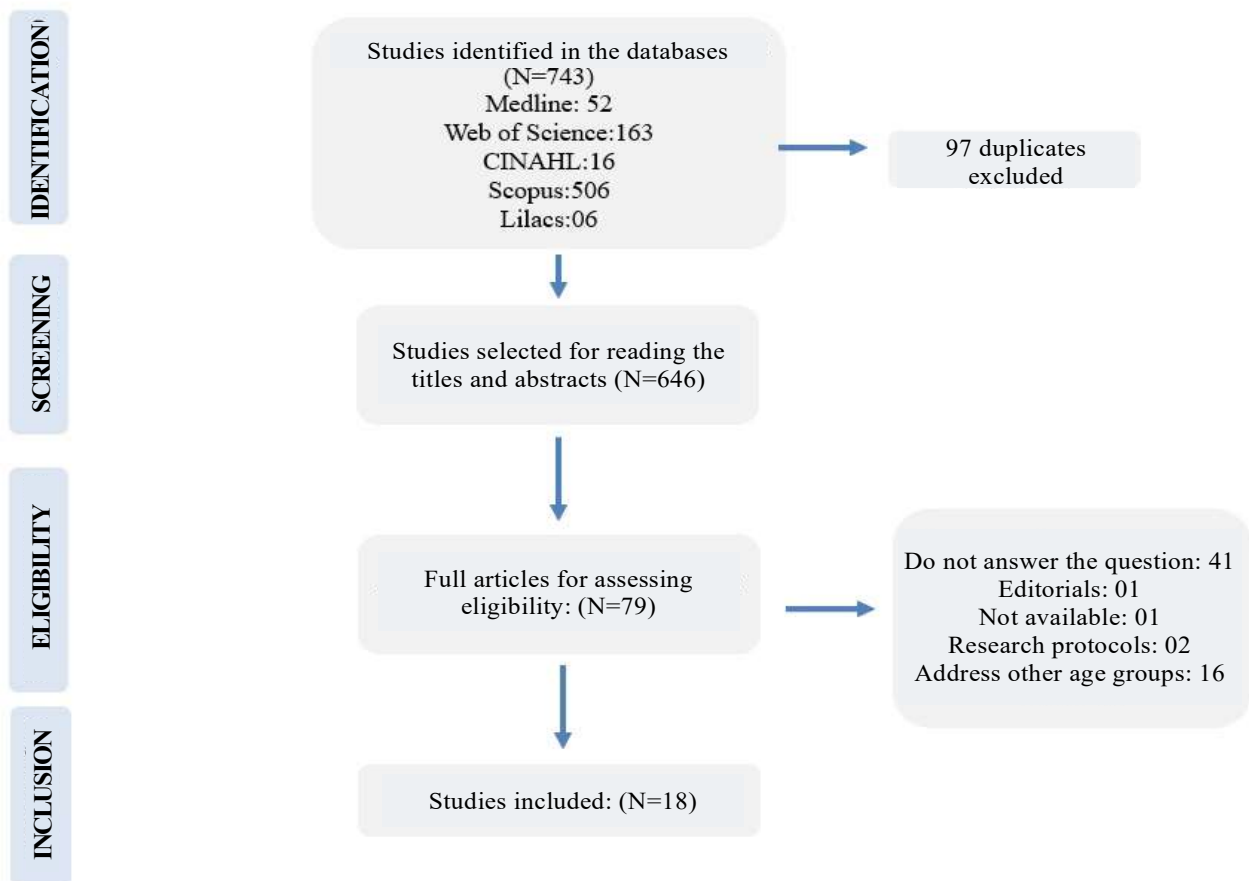 IDENTIFICATION
Studies identified in the databases
(N=743)
Medline: 52
Web of Science:163
CINAHL:16
Scopus:506
Lilacs:06
97 duplicates
excluded
SCREENING
Studies selected for reading the
titles and abstracts (N=646)
ELIGIBILITY
Full articles for assessing
eligibility: (N=79)
Do not answer the question: 41
Editorials: 01
Not available: 01
Research protocols: 02
Address other age groups: 16
INCLUSION
Studies included: (N=18)